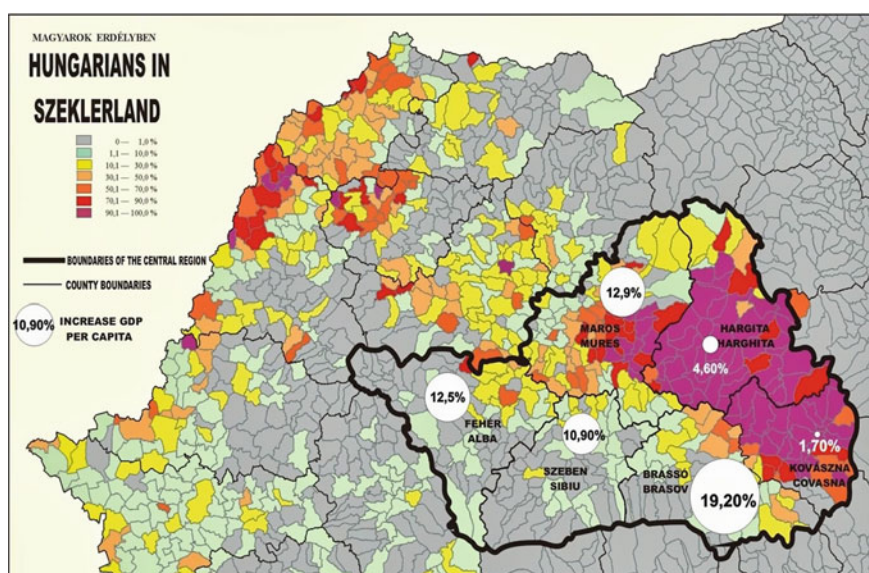 MAGYAROK ERDÉLYBEN
HUNGARIANS IN
SZEKLERLAND
0 — 1,0 %
1,1 — 10,0 %
10,1 — 30,0 %
30,1 — 50,0 %
50,1 — 70,0 %
70,1 — 90,0 %
90,1 — 100,0 %
BOUNDARIES OF THE CENTRAL REGION
COUNTY BOUNDARIES
10,90% INCREASE GDP
PER CAPITA
12,9%
MAROS
MURES
HARGITA
HARGHITA
4,60%
12,5%
FEHÉR
ALBA
10,90%
SZEBEN
SIBIU
BRASSÓ
BRASOV
19,20%
1,70%
KOVÁSZNA
COVASNA